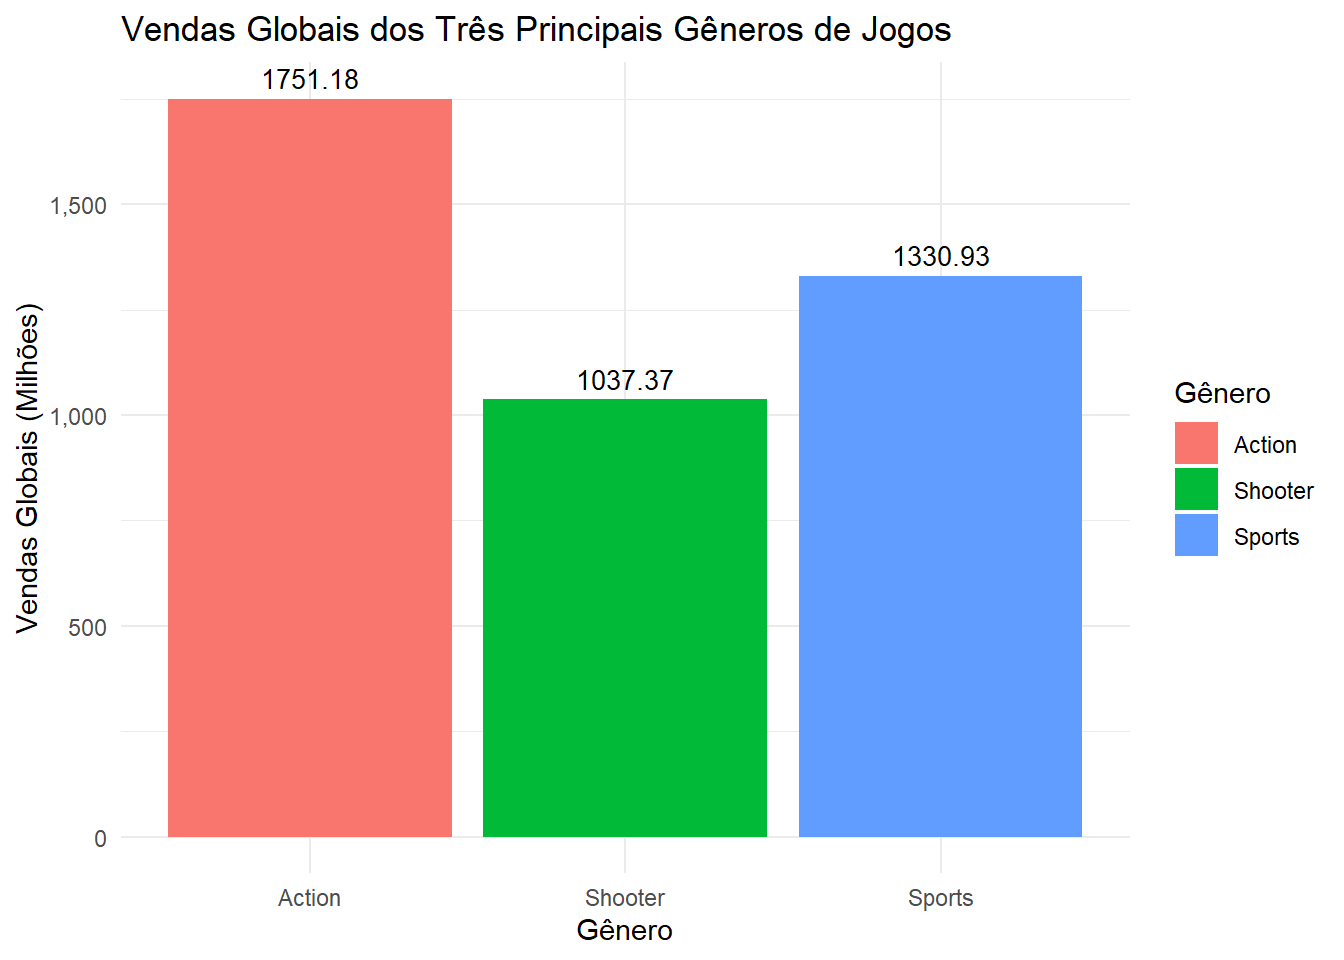 Vendas Globais dos Três Principais Gêneros de Jogos
1751.18
1330.93
1037.37
Vendas Globais (Milhões)
1,500
1,000
500
0
Action
Shooter
Sports
Gênero
Gênero
Action
Shooter
Sports